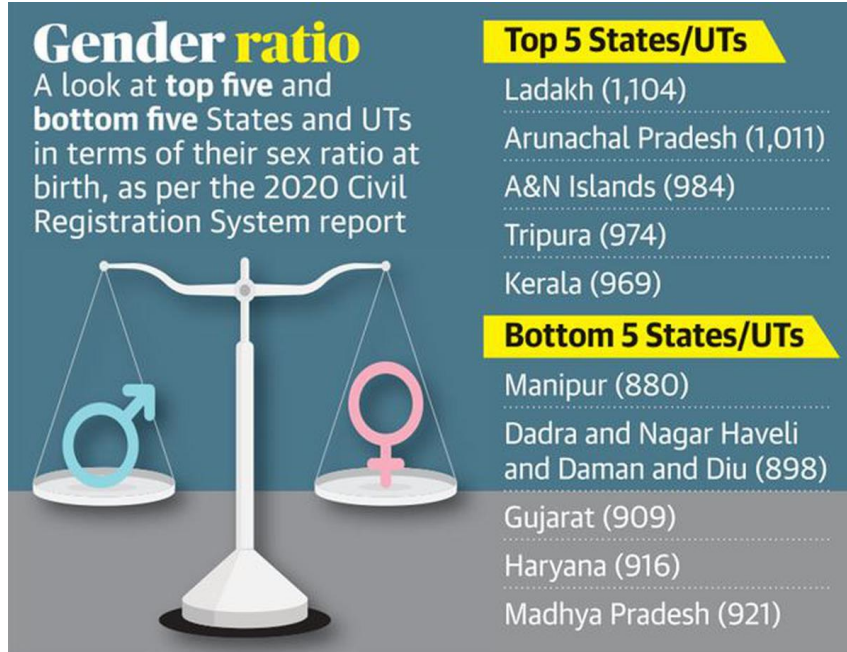 Gender ratio
A look at top five and
bottom five States and UTs
in terms of their sex ratio at
birth, as per the 2020 Civil
Registration System report
Top 5 States/UTs
Ladakh (1,104)
Arunachal Pradesh (1,011)
A&N Islands (984)
Tripura (974)
Kerala (969)
Bottom 5 States/UTs
Manipur (880)
Dadra and Nagar Haveli
and Daman and Diu (898)
Gujarat (909)
Haryana (916)
Madhya Pradesh (921)